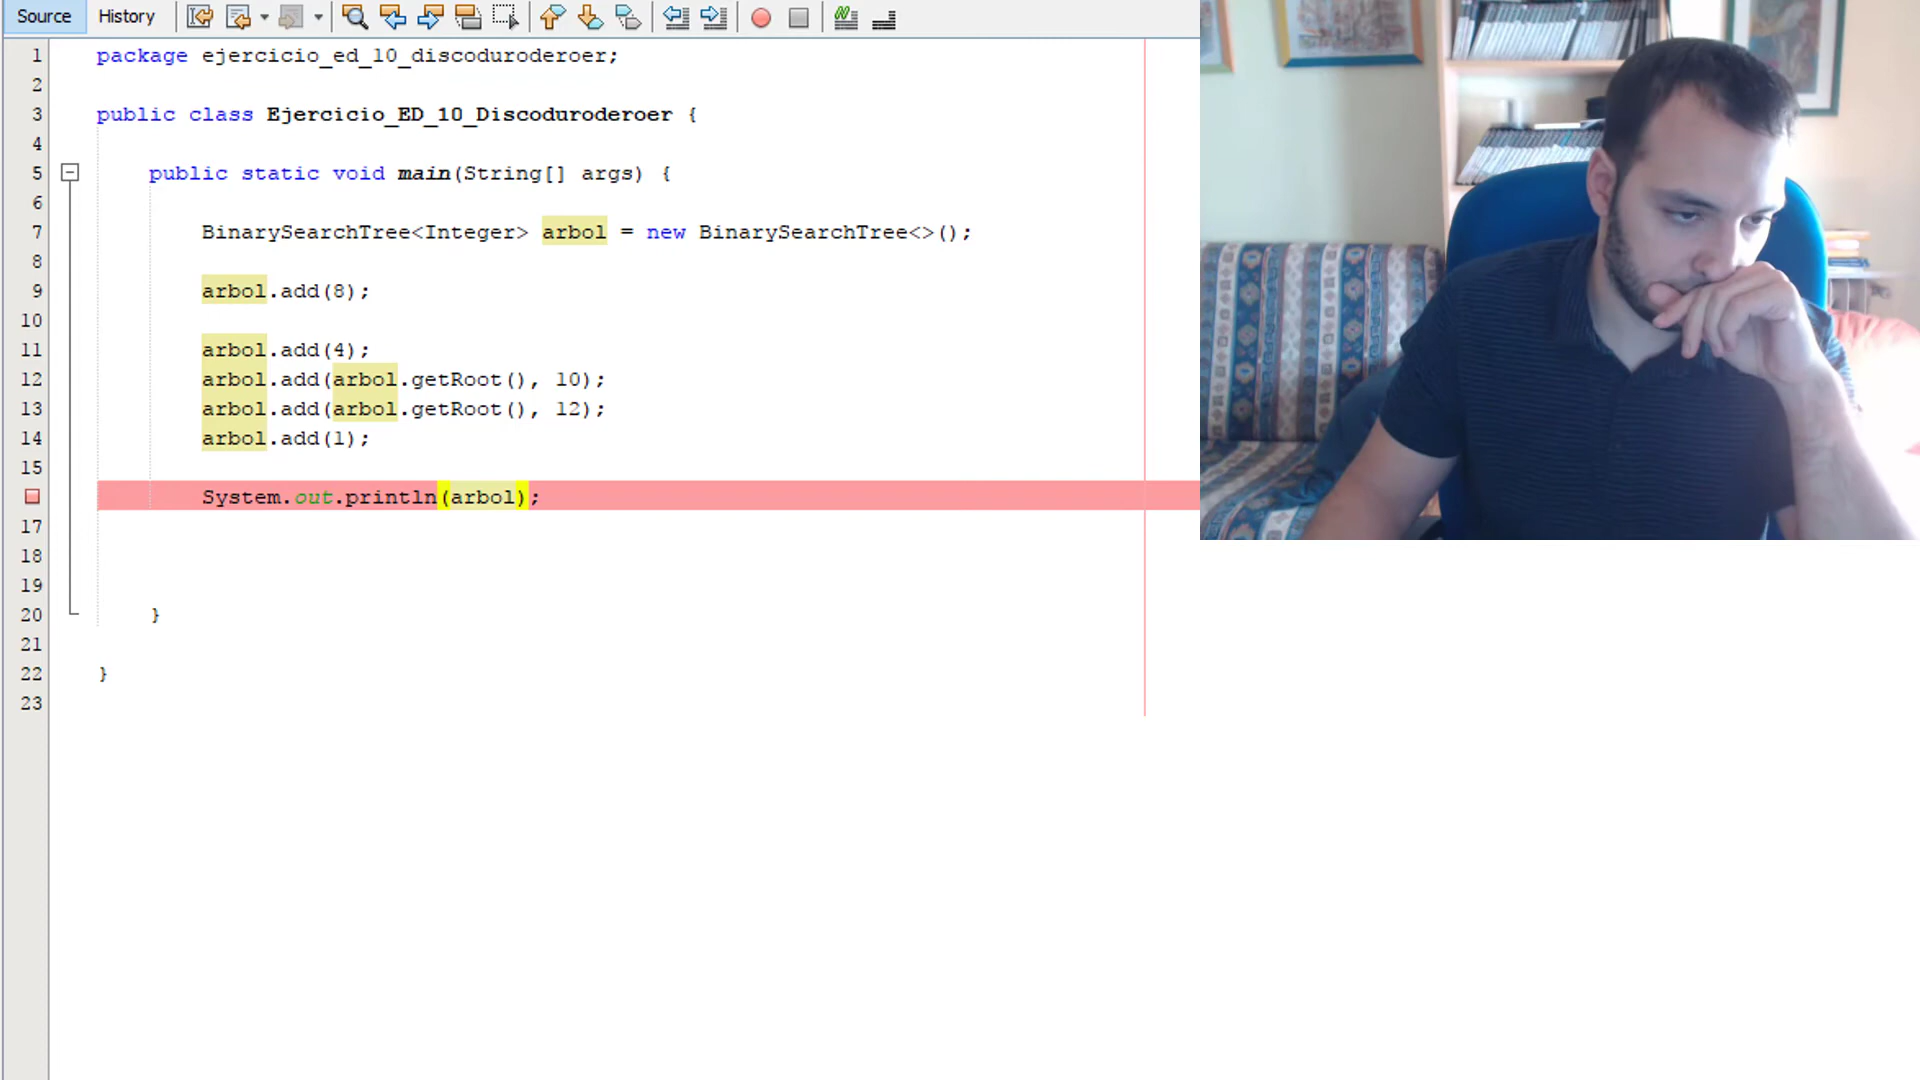 Source History
1 package ejercicio_ed_10_discoduroderoer;
2
3 public class Ejercicio_ED_10_Discoduroderoer {
4
5 public static void main(String[] args) {
6
7 BinarySearchTree<Integer> arbol = new BinarySearchTree<>();
8
9 arbol.add(8);
10
11 arbol.add(4);
12 arbol.add(arbol.getRoot(), 10);
13 arbol.add(arbol.getRoot(), 12);
14 arbol.add(1);
15
System.out.println(arbol);
17
18
19
20 }
21
22 }
23